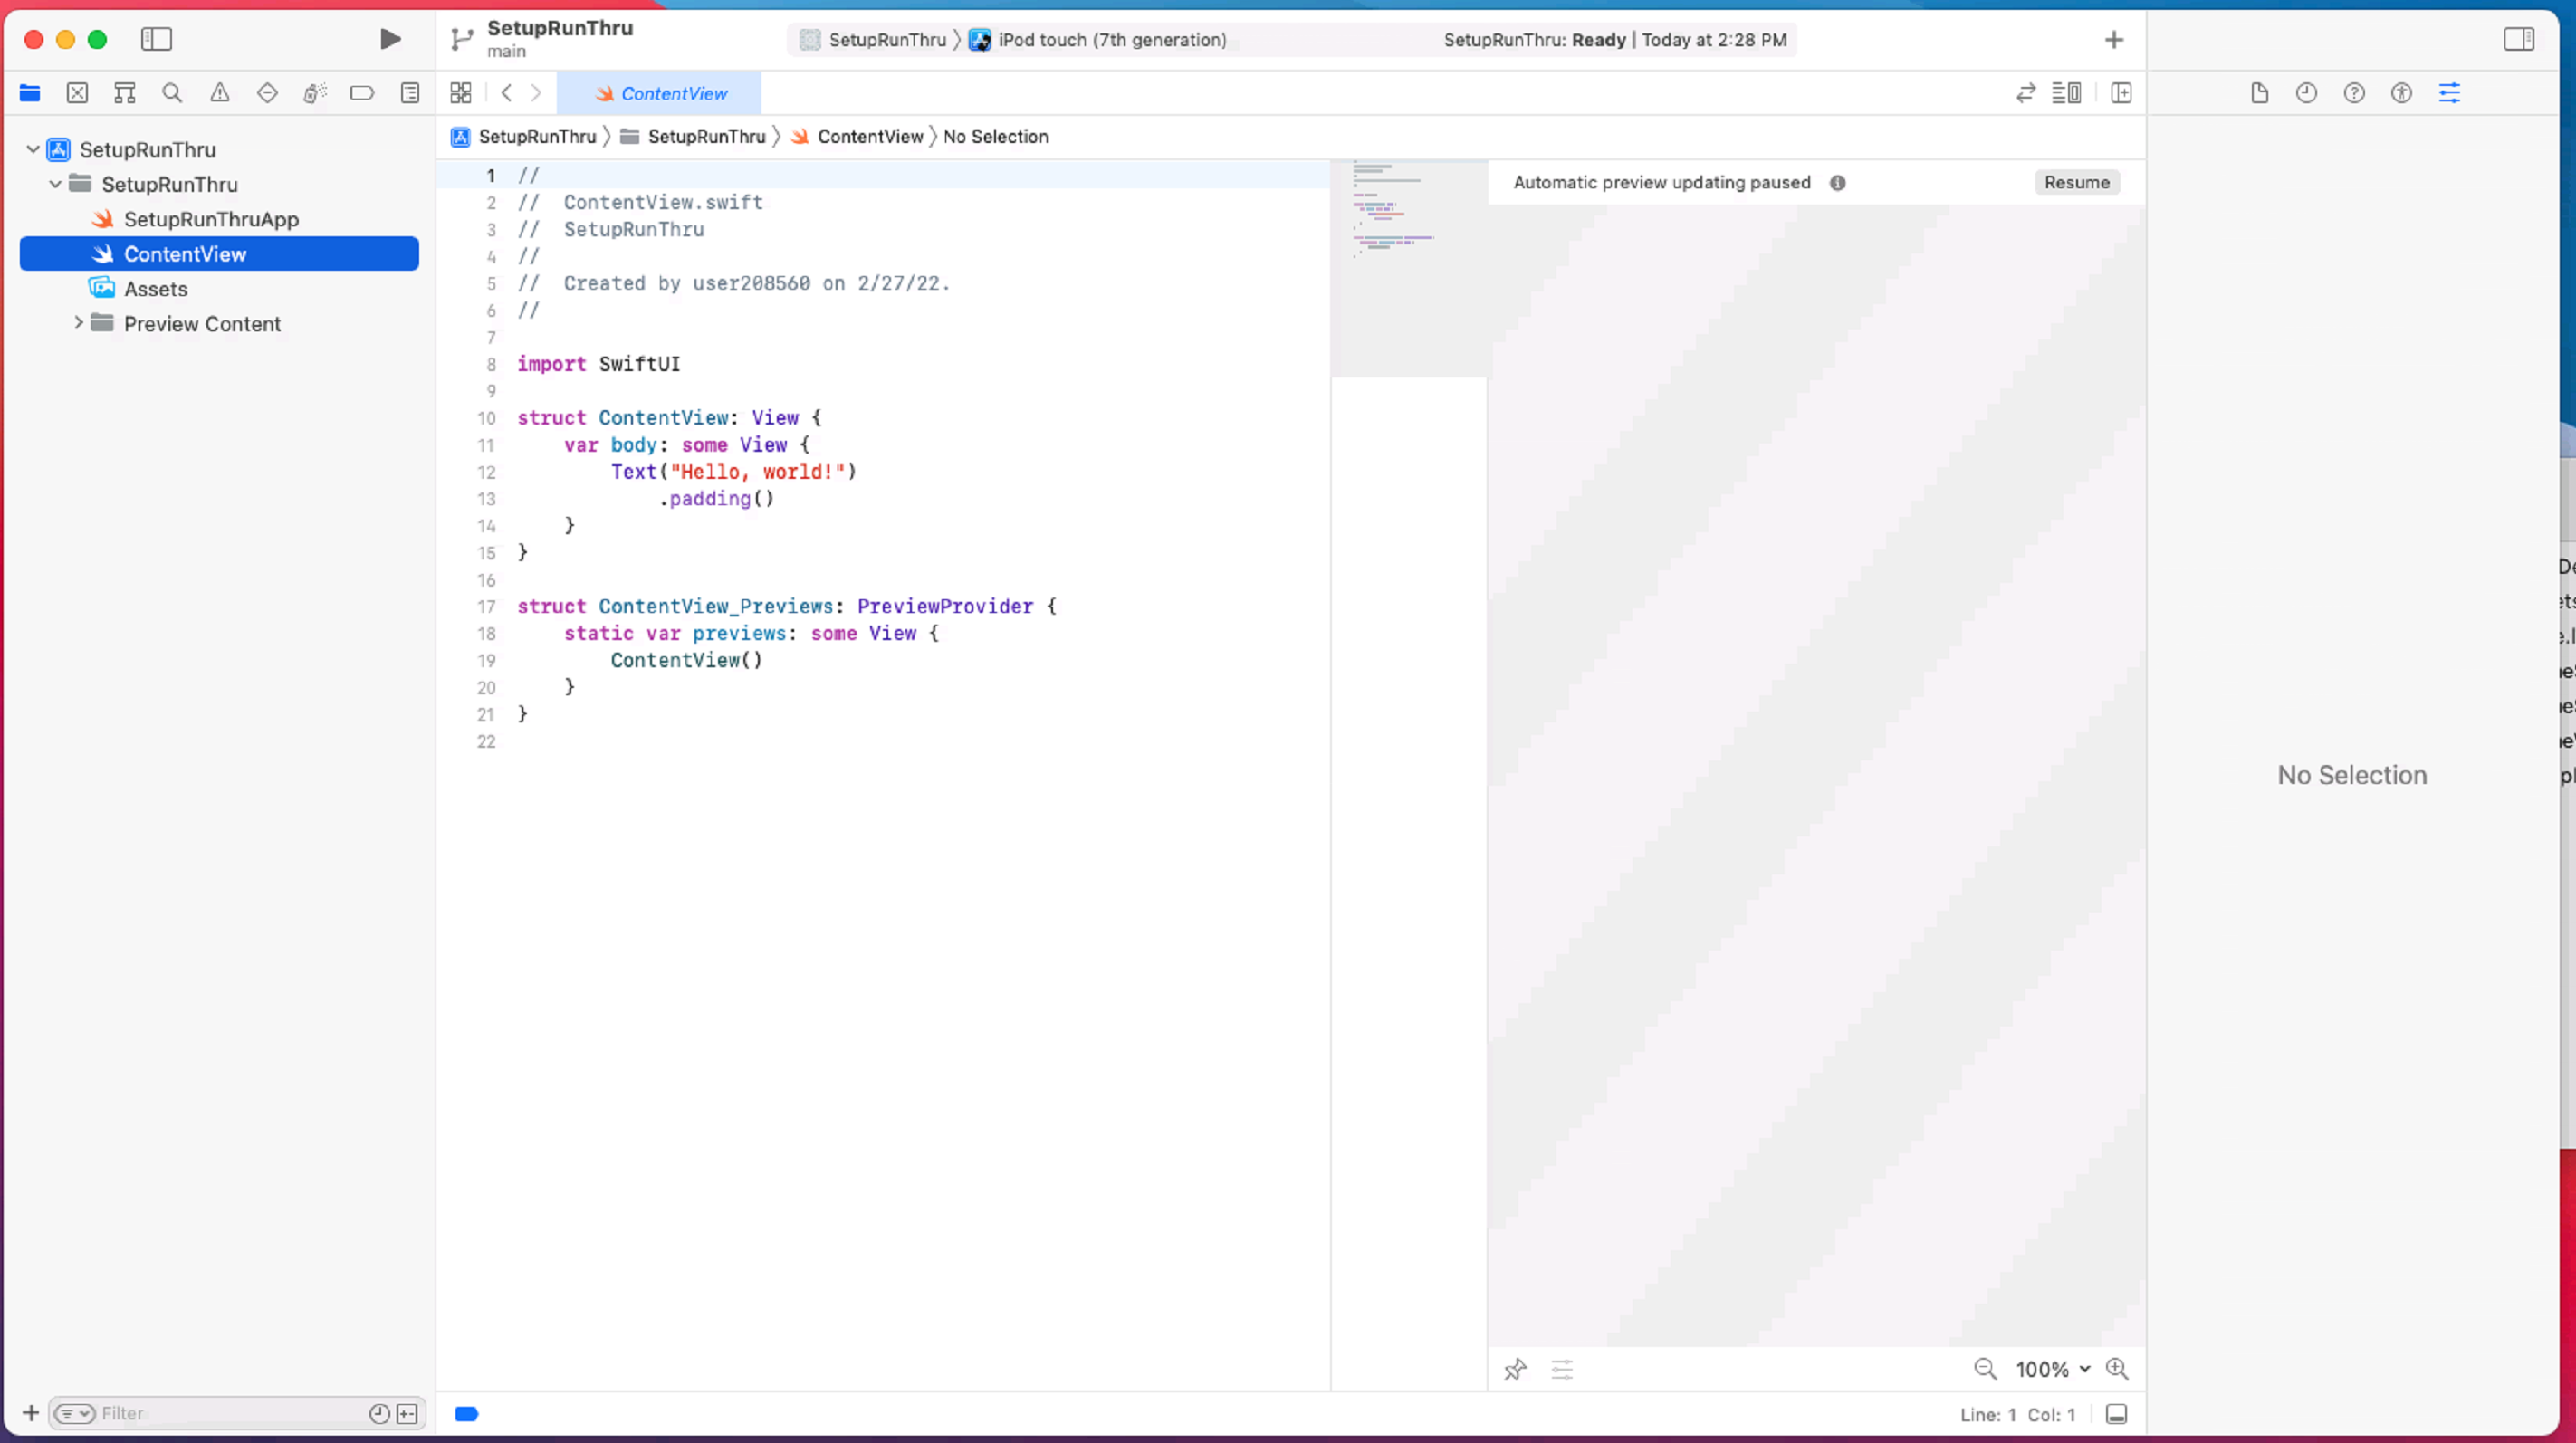 SetupRunThru
main
SetupRunThru
iPod touch (7th generation)
SetupRunThru: Ready | Today at 2:28 PM
ContentView
SetupRunThru
SetupRunThru
ContentView
No Selection
SetupRunThru
SetupRunThru
SetupRunThruApp
ContentView
Assets
Preview Content
1 //
2 //  ContentView.swift
3 //  SetupRunThru
4 //
5 //  Created by user208560 on 2/27/22.
6 //
7
8 import SwiftUI
9
10 struct ContentView: View {
11     var body: some View {
12         Text("Hello, world!")
13             .padding()
14     }
15 }
16
17 struct ContentView_Previews: PreviewProvider {
18     static var previews: some View {
19         ContentView()
20     }
21 }
22
Automatic preview updating paused
Resume
No Selection
100%
Filter
Line: 1 Col: 1